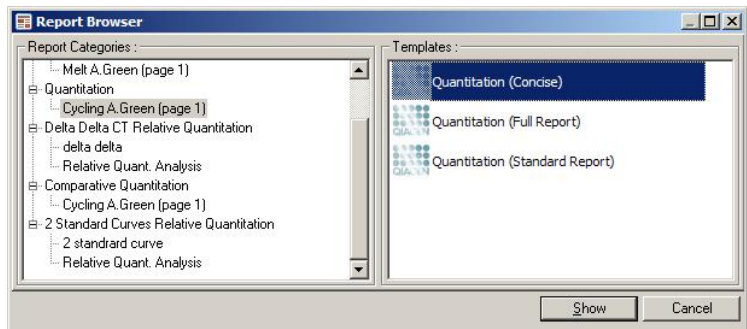 Report Browser
Report Categories :
Melt A.Green (page 1)
Quantitation
Cycling A.Green (page 1)
Delta Delta CT Relative Quantitation
delta delta
Relative Quant. Analysis
Comparative Quantitation
Cycling A.Green (page 1)
2 Standard Curves Relative Quantitation
2 standrard curve
Relative Quant. Analysis
Templates :
Quantitation (Concise)
QIAGEN Quantitation (Full Report)
QIAGEN Quantitation (Standard Report)
Show Cancel